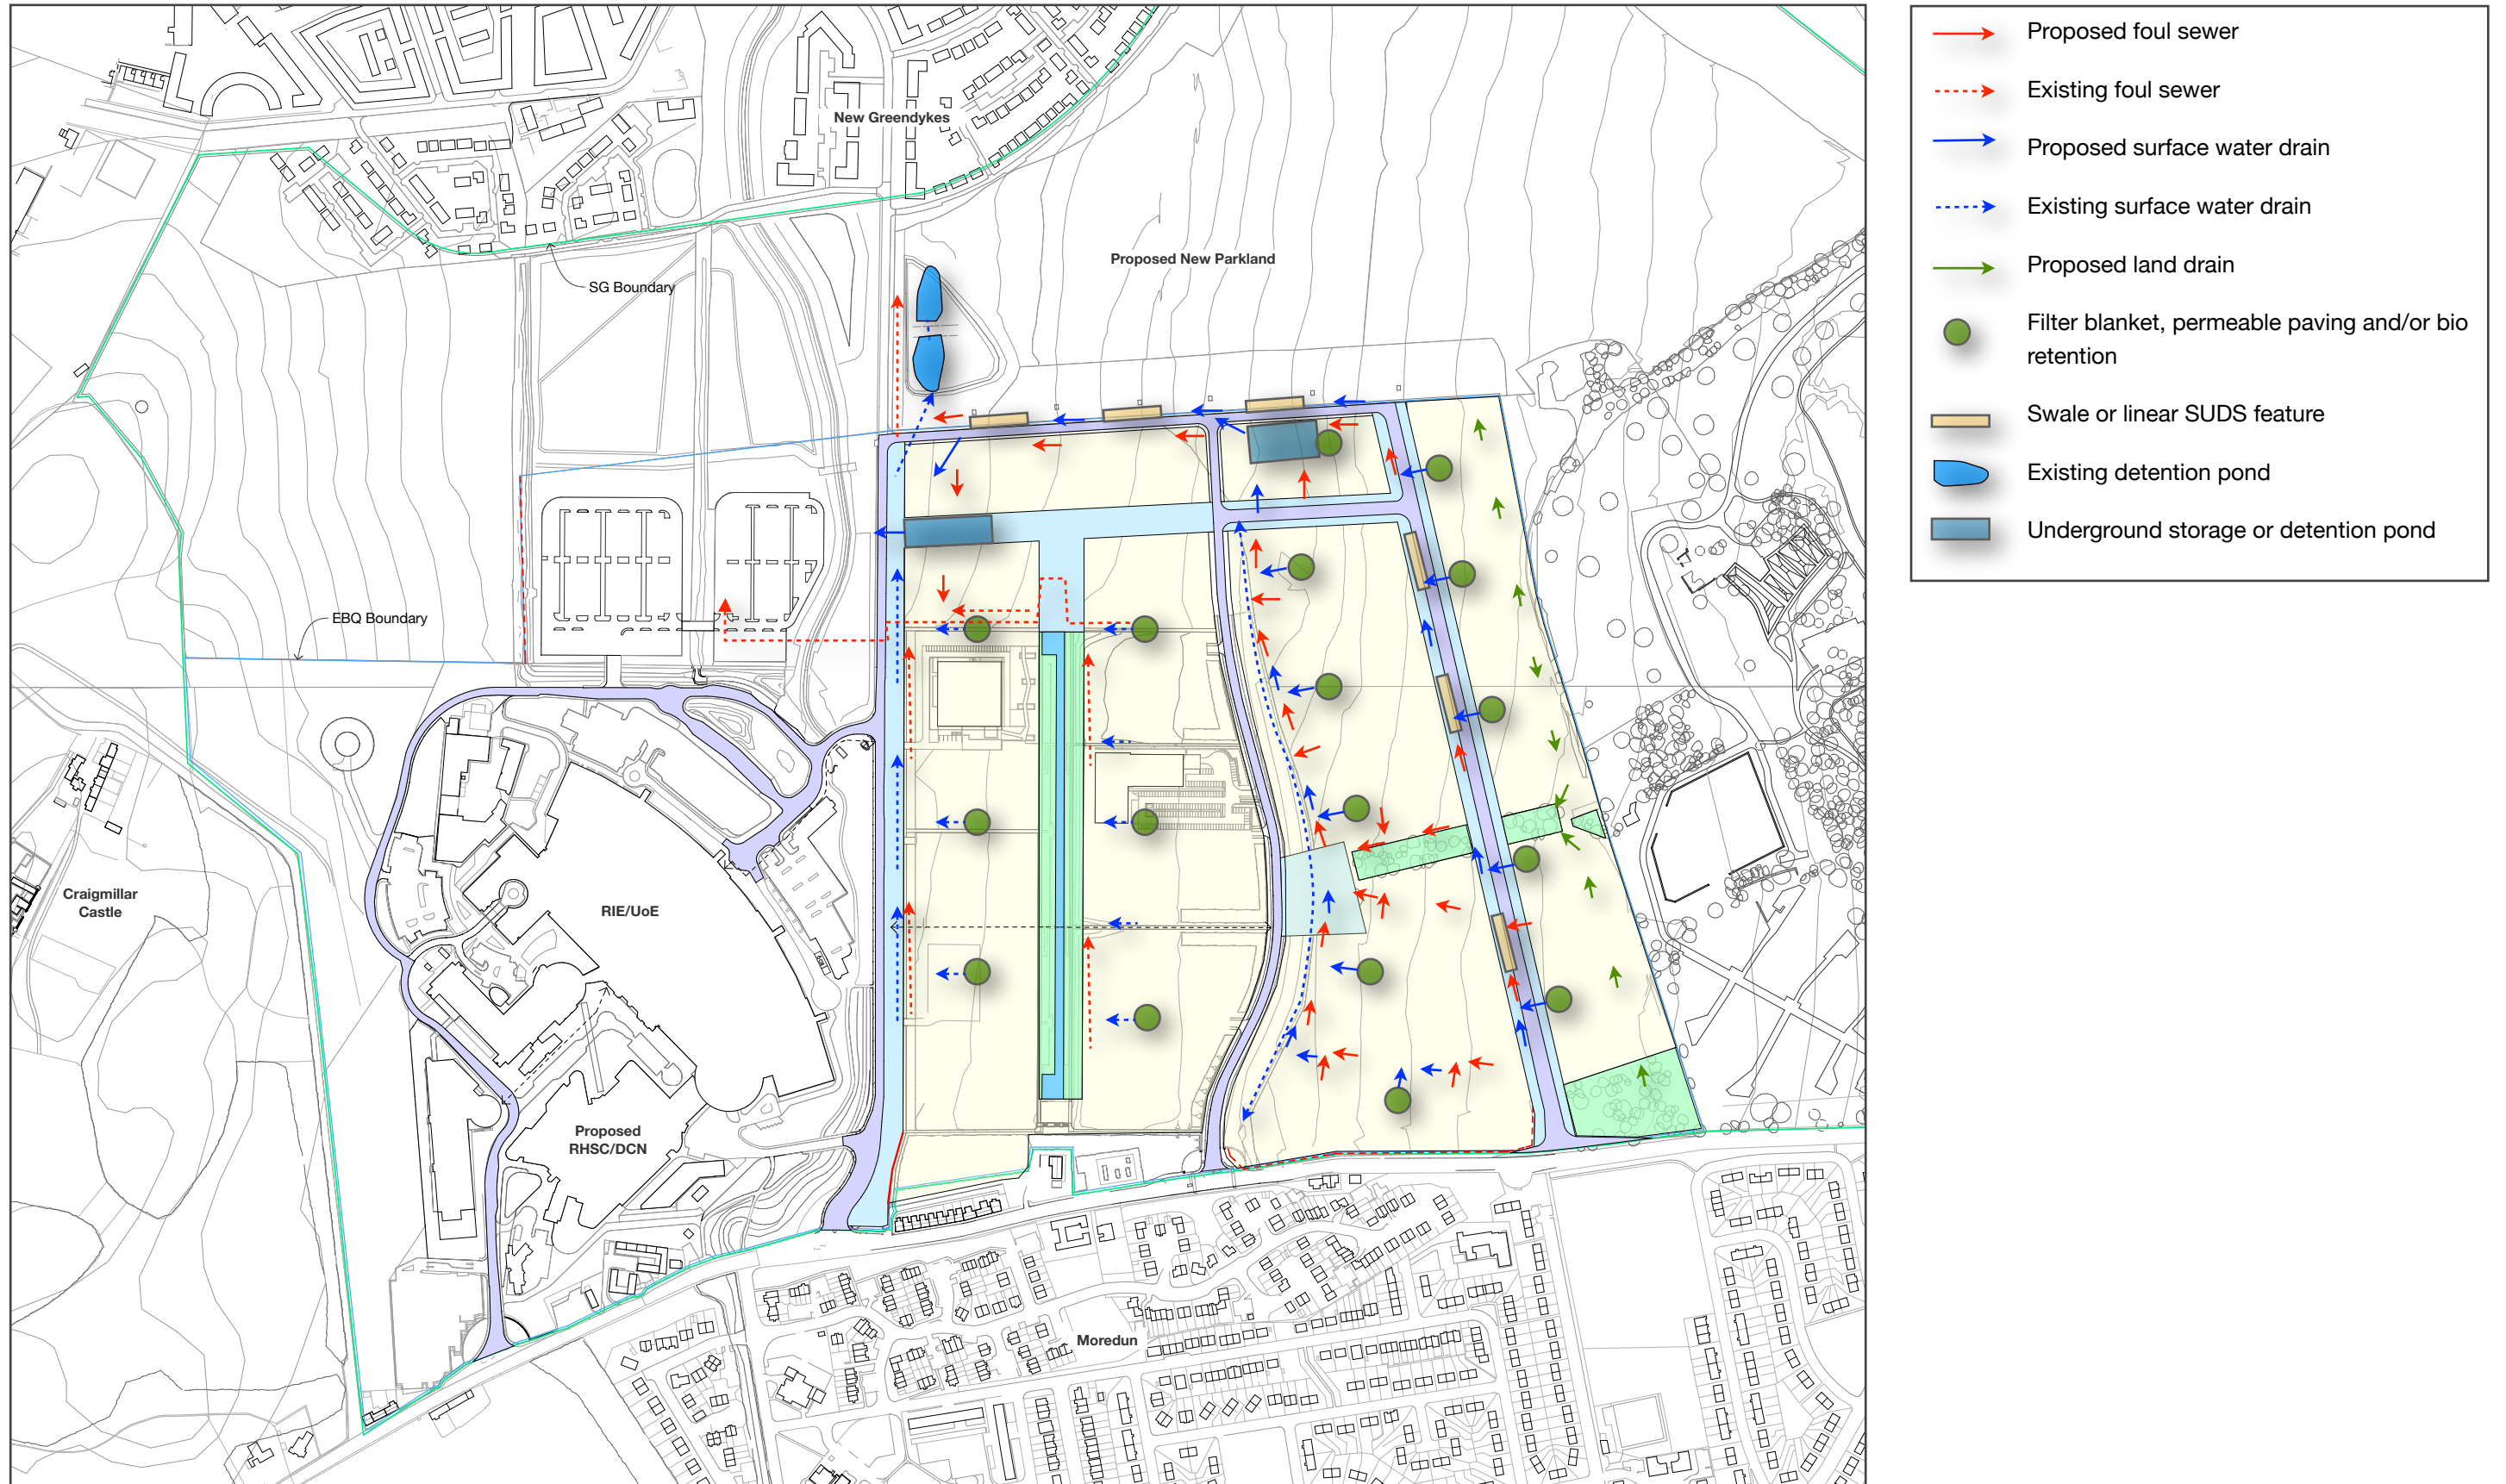 New Greendykes
Proposed New Parkland
SG Boundary
EBQ Boundary
Craigmillar
Castle
RIE/UoE
Proposed
RHSC/DCN
Moredun
Proposed foul sewer
Existing foul sewer
Proposed surface water drain
Existing surface water drain
Proposed land drain
Filter blanket, permeable paving and/or bio
retention
Swale or linear SUDS feature
Existing detention pond
Underground storage or detention pond